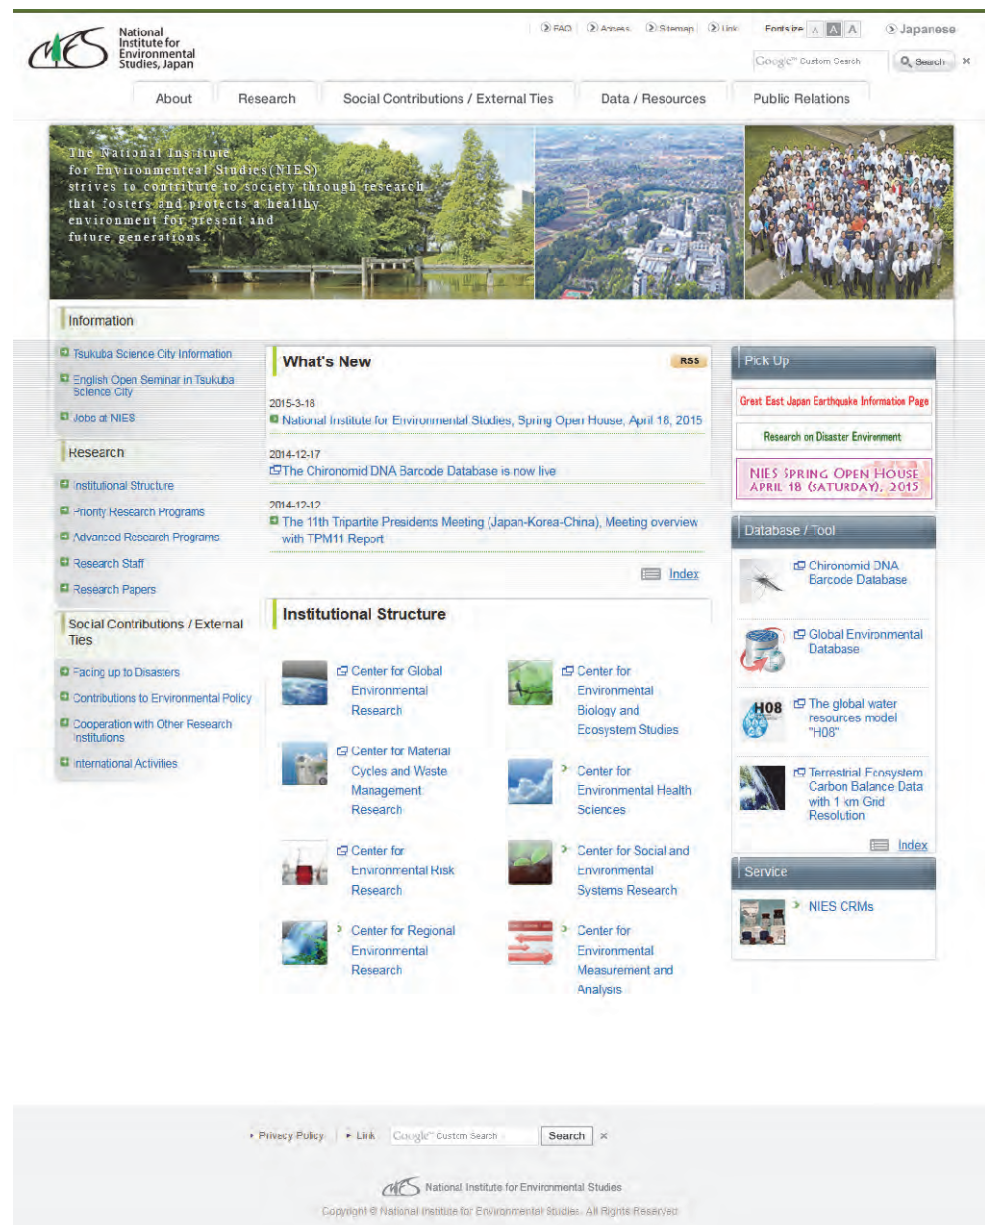 National
Institute for
Environmental
Studies, Japan
FAQ
Access
Sitemap
Link
Fontsize A A A
Japanese
Google™ Custom Search
Search ×
About
Research
Social Contributions / External Ties
Data / Resources
Public Relations
The National Institute
for Environmenteal Studies(NIES)
strives to contribute to society through research
that fosters and protects a healthy
environment for present and
future generations.
Information
Tsukuba Science City Information
English Open Seminar in Tsukuba
Science City
Jobs at NIES
Research
Institutional Structure
Priority Research Programs
Advanced Research Programs
Research Staff
Research Papers
Social Contributions / External
Ties
Facing up to Disasters
Contributions to Environmental Policy
Cooperation with Other Research
Institutions
International Activities
What's New
RSS
2015-3-18
National Institute for Environmental Studies, Spring Open House, April 18, 2015
2014-12-17
The Chironomid DNA Barcode Database is now live
2014-12-12
The 11th Tripartite Presidents Meeting (Japan-Korea-China), Meeting overview
with TPM11 Report
Index
Institutional Structure
Center for Global
Environmental
Research
Center for
Environmental
Biology and
Ecosystem Studies
Center for Material
Cycles and Waste
Management
Research
Center for
Environmental Health
Sciences
Center for
Environmental Risk
Research
Center for Social and
Environmental
Systems Research
Center for Regional
Environmental
Research
Center for
Environmental
Measurement and
Analysis
Pick Up
Great East Japan Earthquake Information Page
Research on Disaster Environment
NIES Spring Open House
April 18 (Saturday), 2015
Database / Tool
Chironomid DNA
Barcode Database
Global Environmental
Database
H08
The global water
resources model
"H08"
Terrestrial Ecosystem
Carbon Balance Data
with 1 km Grid
Resolution
Index
Service
NIES CRMs
Privacy Policy
Link
Google™ Custom Search
Search ×
NIES National Institute for Environmental Studies
Copyright © National Institute for Environmental Studies. All Rights Reserved